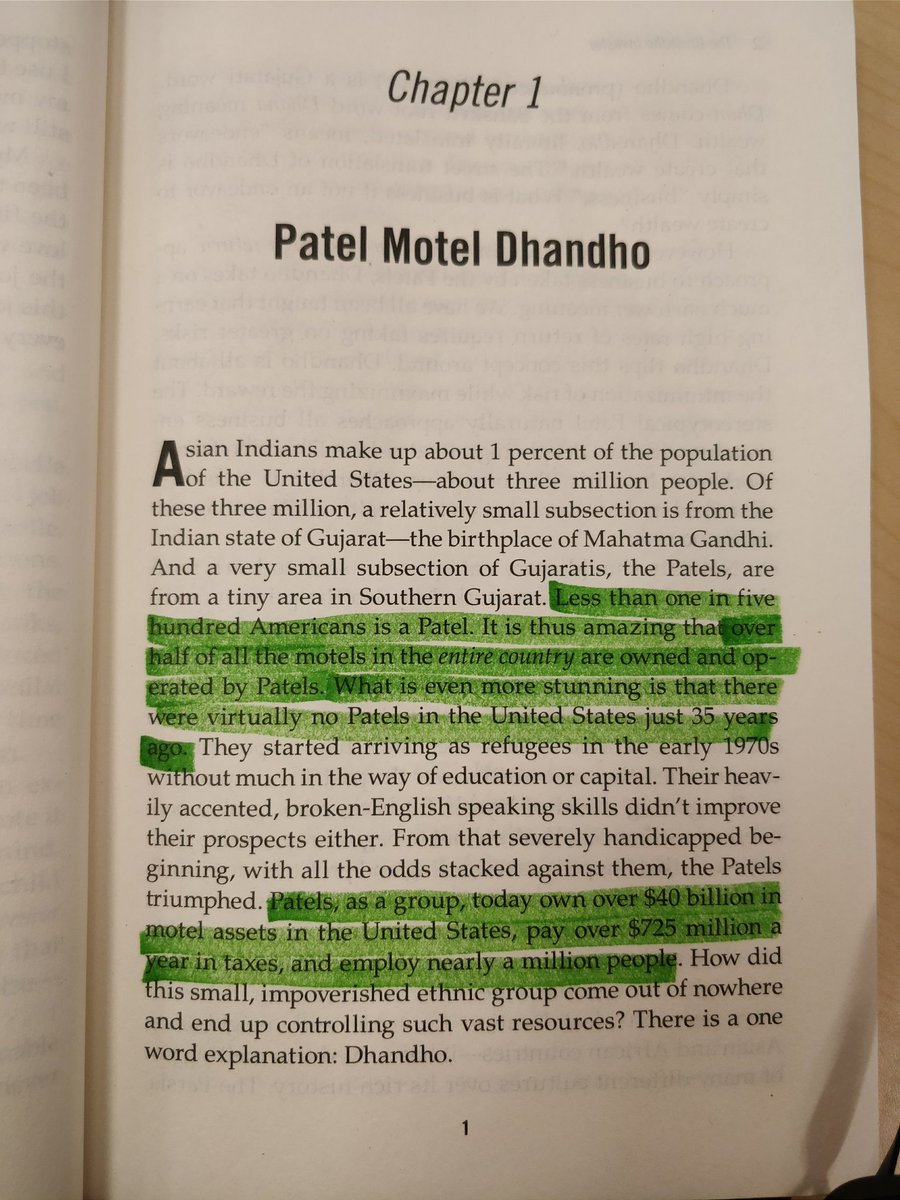 Chapter 1
Patel Motel Dhandho
Asian Indians make up about 1 percent of the population
of the United States—about three million people. Of
these three million, a relatively small subsection is from the
Indian state of Gujarat—the birthplace of Mahatma Gandhi.
And a very small subsection of Gujaratis, the Patels, are
from a tiny area in Southern Gujarat. Less than one in five
hundred Americans is a Patel. It is thus amazing that over
half of all the motels in the entire country are owned and op-
erated by Patels. What is even more stunning is that there
were virtually no Patels in the United States just 35 years
ago. They started arriving as refugees in the early 1970s
without much in the way of education or capital. Their heav-
ily accented, broken-English speaking skills didn't improve
their prospects either. From that severely handicapped be-
ginning, with all the odds stacked against them, the Patels
triumphed. Patels, as a group, today own over $40 billion in
motel assets in the United States, pay over $725 million a
year in taxes, and employ nearly a million people. How did
this small, impoverished ethnic group come out of nowhere
and end up controlling such vast resources? There is a one
word explanation: Dhandho.
1